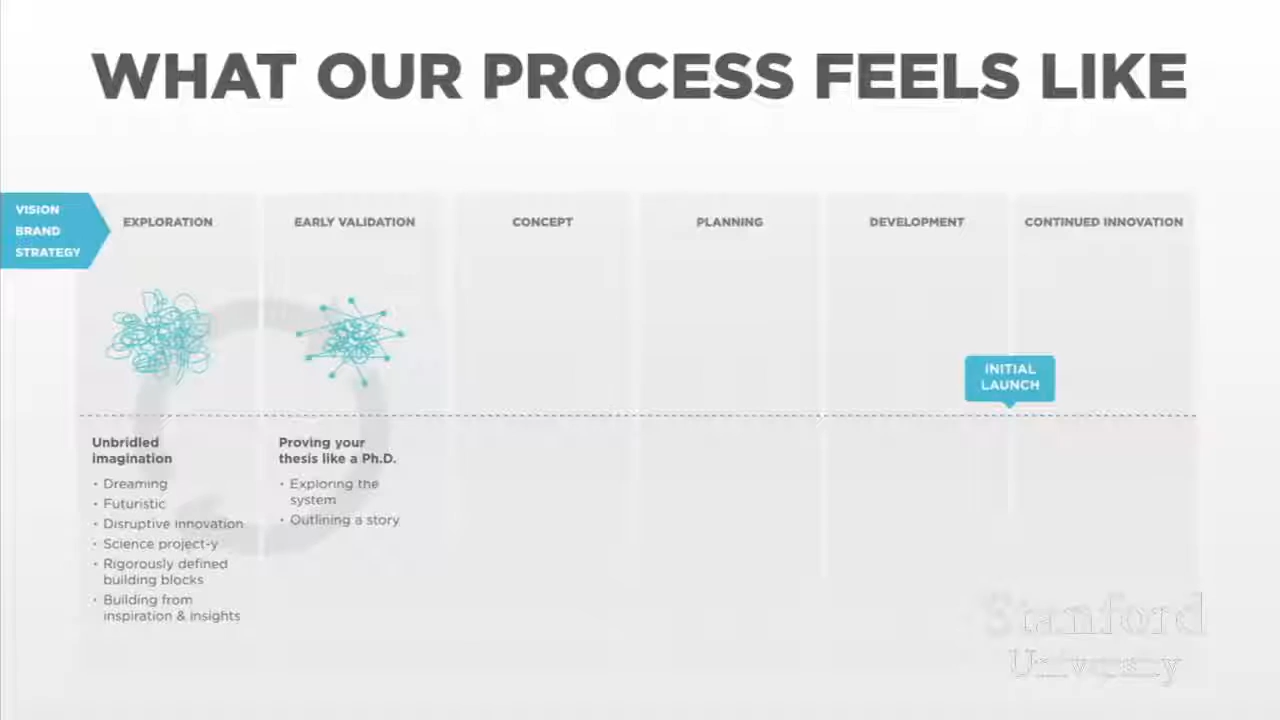 WHAT OUR PROCESS FEELS LIKE
VISION
BRAND
STRATEGY
EXPLORATION
EARLY VALIDATION
CONCEPT
PLANNING
DEVELOPMENT
CONTINUED INNOVATION
INITIAL
LAUNCH
Unbridled
imagination
· Dreaming
· Futuristic
· Disruptive innovation
· Science project-y
· Rigorously defined
building blocks
· Building from
inspiration & insights
Proving your
thesis like a Ph.D.
· Exploring the
system
· Outlining a story
Stanford
University